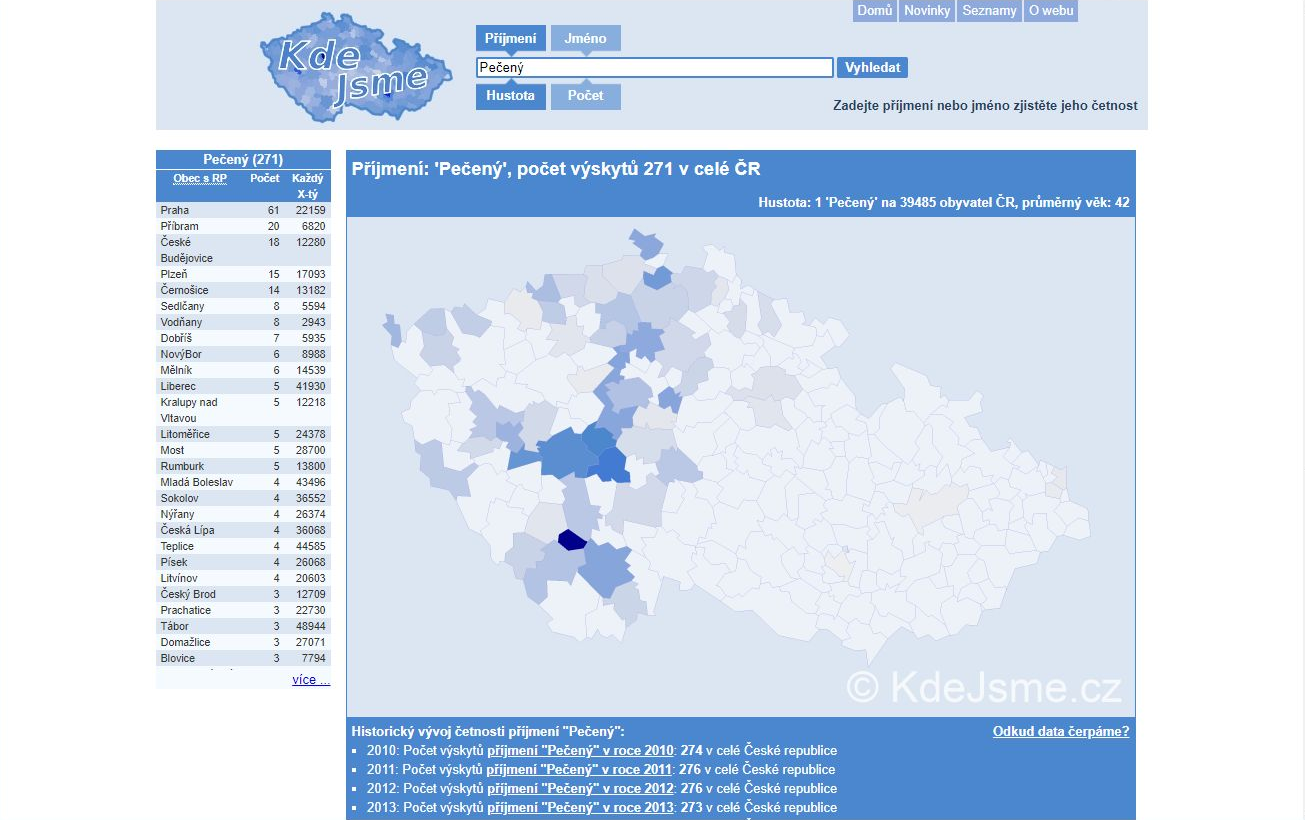 Domů Novinky Seznamy O webu
Kde
Jsme
Příjmení Jméno
Pečený Vyhledat
Hustota Počet
Zadejte příjmení nebo jméno zjistěte jeho četnost
Pečený (271)
Obec s RP Počet Každý
X-tý
Praha 61 22159
Příbram 20 6820
České 18 12280
Budějovice
Plzeň 15 17093
Černošice 14 13182
Sedlčany 8 5594
Vodňany 8 2943
Dobříš 7 5935
NovýBor 6 8988
Mělník 6 14539
Liberec 5 41930
Kralupy nad 5 12218
Vltavou
Litoměřice 5 24378
Most 5 28700
Rumburk 5 13800
Mladá Boleslav 4 43496
Sokolov 4 36552
Nýřany 4 26374
Česká Lípa 4 36068
Teplice 4 44585
Písek 4 26068
Litvínov 4 20603
Český Brod 3 12709
Prachatice 3 22730
Tábor 3 48944
Domažlice 3 27071
Blovice 3 7794
více ...
Příjmení: 'Pečený', počet výskytů 271 v celé ČR
Hustota: 1 'Pečený' na 39485 obyvatel ČR, průměrný věk: 42
© KdeJsme.cz
Historický vývoj četnosti příjmení "Pečený": Odkud data čerpáme?
2010: Počet výskytů příjmení "Pečený" v roce 2010: 274 v celé České republice
2011: Počet výskytů příjmení "Pečený" v roce 2011: 276 v celé České republice
2012: Počet výskytů příjmení "Pečený" v roce 2012: 276 v celé České republice
2013: Počet výskytů příjmení "Pečený" v roce 2013: 273 v celé České republice